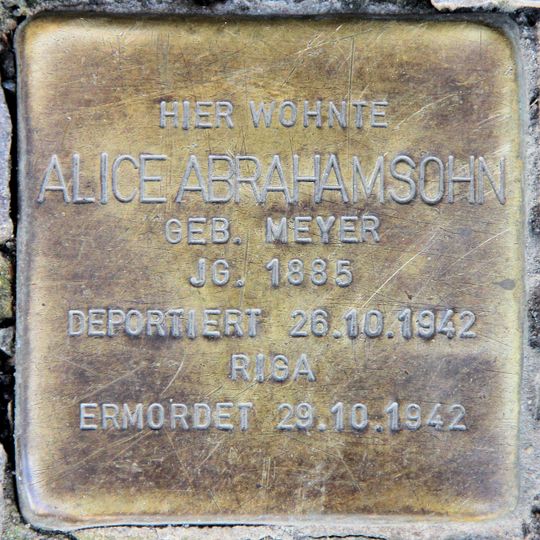 HIER WOHNTE
ALICE ABRAHAMSOHN
GEB. MEYER
JG. 1885
DEPORTIERT 26.10.1942
RIGA
ERMORDET 29.10.1942